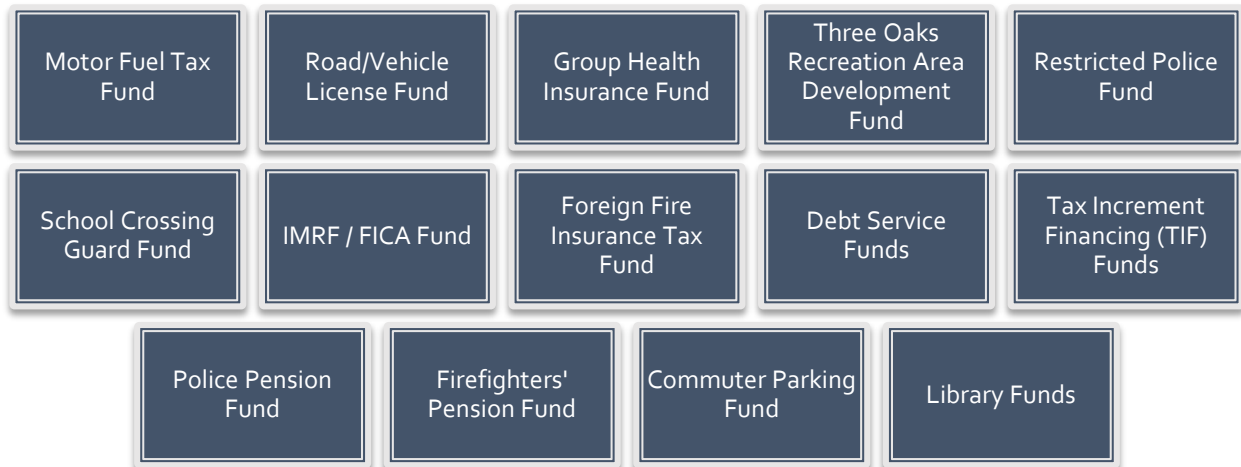 Motor Fuel Tax
Fund
Road/Vehicle
License Fund
Group Health
Insurance Fund
Three Oaks
Recreation Area
Development
Fund
Restricted Police
Fund
School Crossing
Guard Fund
IMRF / FICA Fund
Foreign Fire
Insurance Tax
Fund
Debt Service
Funds
Tax Increment
Financing (TIF)
Funds
Police Pension
Fund
Firefighters'
Pension Fund
Commuter Parking
Fund
Library Funds